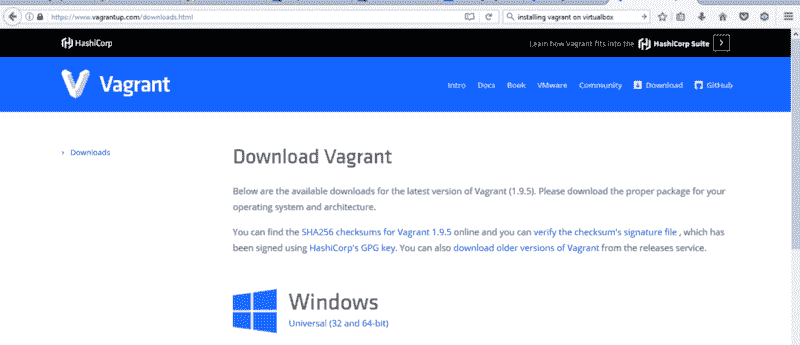 https://www.vagrantup.com/downloads.html
installing vagrant on virtualbox
HashiCorp
Learn how Vagrant fits into the HashiCorp Suite
Vagrant
Intro Docs Book VMware Community Download GitHub
Downloads
Download Vagrant
Below are the available downloads for the latest version of Vagrant (1.9.5). Please download the proper package for your
operating system and architecture.
You can find the SHA256 checksums for Vagrant 1.9.5 online and you can verify the checksum's signature file , which has
been signed using HashiCorp's GPG key. You can also download older versions of Vagrant from the releases service.
Windows
Universal (32 and 64-bit)